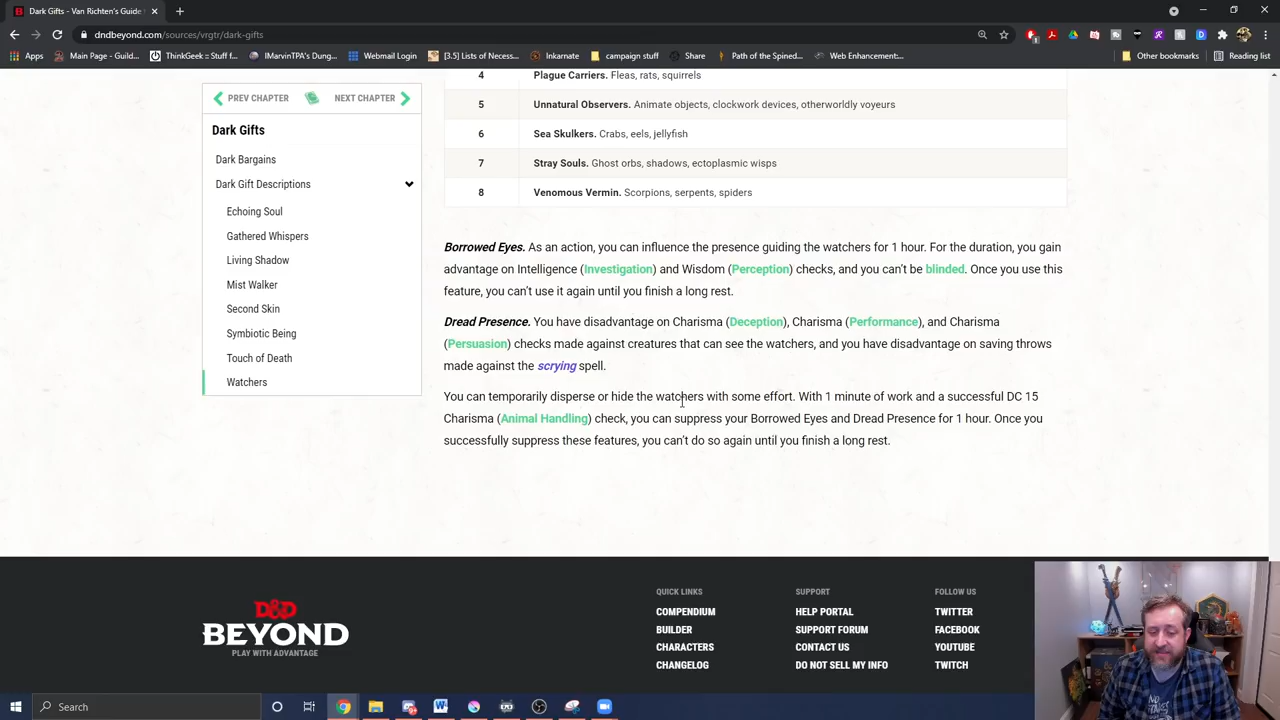 Dark Gifts - Van Richten's
dndbeyond.com/sources/vrgtr/dark-gifts
Apps
Main Page - Guild...
ThinkGeek :: Stuff f...
IMarvinTPA's Dung...
Webmail Login
[3.5] Lists of Necess...
Inkarnate
campaign stuff
Share
Path of the Spined...
Web Enhancement:...
Other bookmarks
Reading list
PREV CHAPTER
NEXT CHAPTER
Dark Gifts
Dark Bargains
Dark Gift Descriptions
Echoing Soul
Gathered Whispers
Living Shadow
Mist Walker
Second Skin
Symbiotic Being
Touch of Death
Watchers
4 Plague Carriers. Fleas, rats, squirrels
5 Unnatural Observers. Animate objects, clockwork devices, otherworldly voyeurs
6 Sea Skulkers. Crabs, eels, jellyfish
7 Stray Souls. Ghost orbs, shadows, ectoplasmic wisps
8 Venomous Vermin. Scorpions, serpents, spiders
Borrowed Eyes. As an action, you can influence the presence guiding the watchers for 1 hour. For the duration, you gain
advantage on Intelligence (Investigation) and Wisdom (Perception) checks, and you can't be blinded. Once you use this
feature, you can't use it again until you finish a long rest.
Dread Presence. You have disadvantage on Charisma (Deception), Charisma (Performance), and Charisma
(Persuasion) checks made against creatures that can see the watchers, and you have disadvantage on saving throws
made against the scrying spell.
You can temporarily disperse or hide the watchers with some effort. With 1 minute of work and a successful DC 15
Charisma (Animal Handling) check, you can suppress your Borrowed Eyes and Dread Presence for 1 hour. Once you
successfully suppress these features, you can't do so again until you finish a long rest.
D&D
BEYOND
PLAY WITH ADVANTAGE
QUICK LINKS
COMPENDIUM
BUILDER
CHARACTERS
CHANGELOG
SUPPORT
HELP PORTAL
SUPPORT FORUM
CONTACT US
DO NOT SELL MY INFO
FOLLOW US
TWITTER
FACEBOOK
YOUTUBE
TWITCH
Search